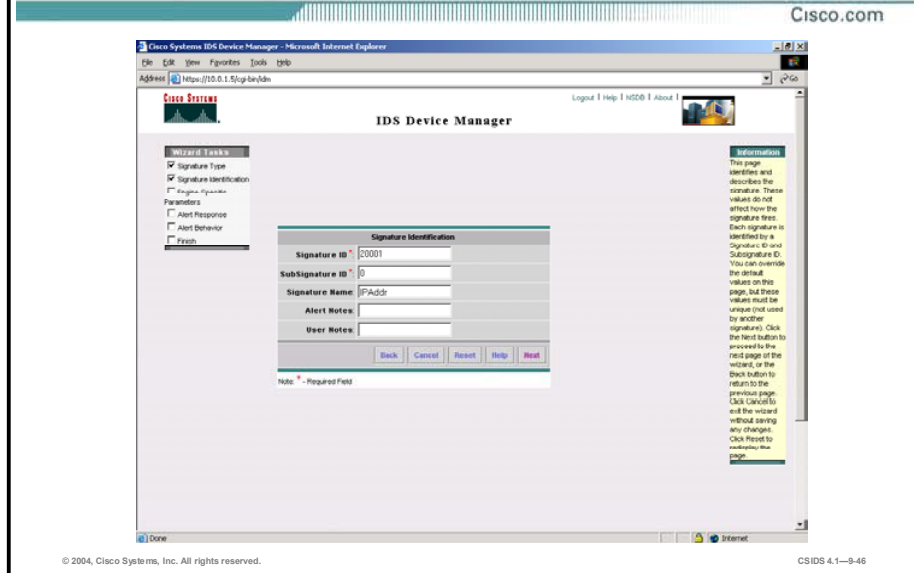 Cisco.com
Cisco Systems IDS Device Manager - Microsoft Internet Explorer
File Edit View Favorites Tools Help
Address https://10.0.1.5/cgi-bin/idm Go
CISCO SYSTEMS
Logout | Help | NSDB | About |
IDS Device Manager
Wizard Tasks
Signature Type
Signature Identification
Engine Specific
Parameters
Alert Response
Alert Behavior
Finish
Signature Identification
Signature ID *: 20001
SubSignature ID *: 0
Signature Name: IPAddr
Alert Notes:
User Notes:
Back Cancel Reset Help Next
Note: * - Required Field
Information
This page
identifies and
describes the
signature. These
values do not
affect how the
signature fires.
Each signature is
identified by a
Signature ID and
Subsignature ID.
You can override
the default
values on this
page, but these
values must be
unique (not used
by another
signature). Click
the Next button to
proceed to the
next page of the
wizard, or the
Back button to
return to the
previous page.
Click Cancel to
exit the wizard
without saving
any changes.
Click Reset to
redisplay the
page.
Done
Internet
© 2004, Cisco Systems, Inc. All rights reserved.
CSIDS 4.1—9-46